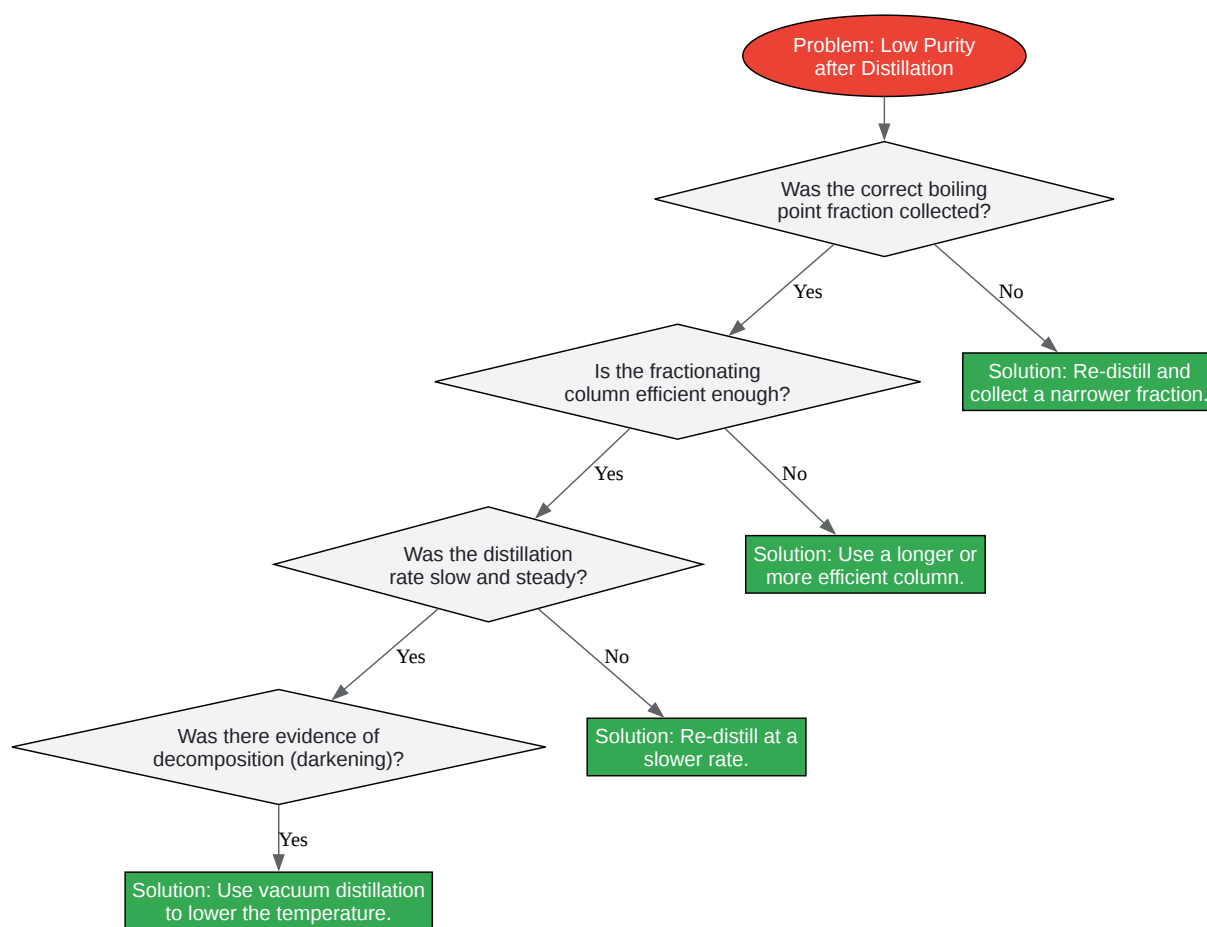 Problem: Low Purity
after Distillation
Was the correct boiling
point fraction collected?
Yes
No
Is the fractionating
column efficient enough?
Solution: Re-distill and
collect a narrower fraction.
Yes
No
Was the distillation
rate slow and steady?
Solution: Use a longer or
more efficient column.
Yes
No
Was there evidence of
decomposition (darkening)?
Solution: Re-distill at a
slower rate.
Yes
Solution: Use vacuum distillation
to lower the temperature.